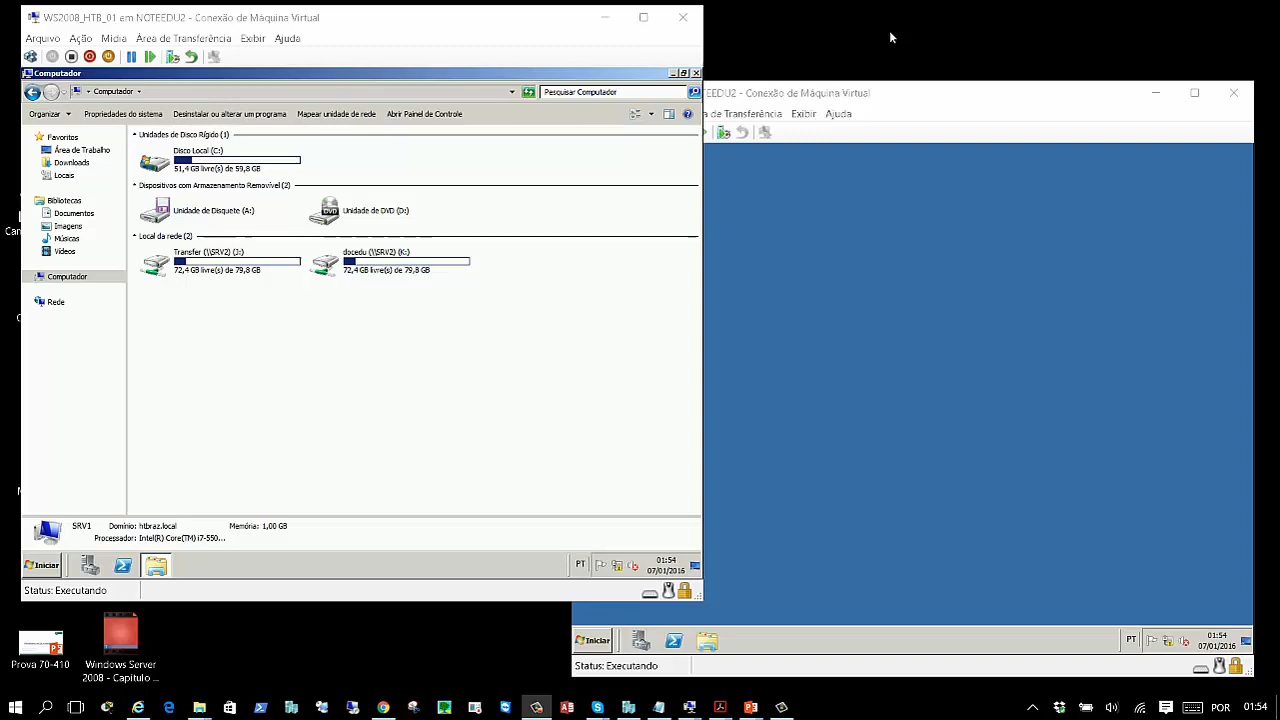 WS2008_HTB_01 em NOTEEDU2 - Conexão de Máquina Virtual
Arquivo Ação Mídia Área de Transferência Exibir Ajuda
Computador
Computador
Pesquisar Computador
Organizar Propriedades do sistema Desinstalar ou alterar um programa Mapear unidade de rede Abrir Painel de Controle
Favoritos
Área de Trabalho
Downloads
Locais
Bibliotecas
Documentos
Imagens
Músicas
Vídeos
Computador
Rede
Unidades de Disco Rígido (1)
Disco Local (C:)
51,4 GB livre(s) de 59,8 GB
Dispositivos com Armazenamento Removível (2)
Unidade de Disquete (A:)
Unidade de DVD (D:)
DVD
Local da rede (2)
Transfer (\\SRV2) (J:)
72,4 GB livre(s) de 79,8 GB
docedu (\\SRV2) (K:)
72,4 GB livre(s) de 79,8 GB
SRV1 Domínio: htbraz.local Memória: 1,00 GB
Processador: Intel(R) Core(TM) i7-550...
Iniciar
PT
01:54
07/01/2016
Status: Executando
TEEDU2 - Conexão de Máquina Virtual
a de Transferência Exibir Ajuda
Iniciar
PT
01:54
07/01/2016
Status: Executando
Prova 70-410
Windows Server
2008 - Capitulo ...
POR 01:54